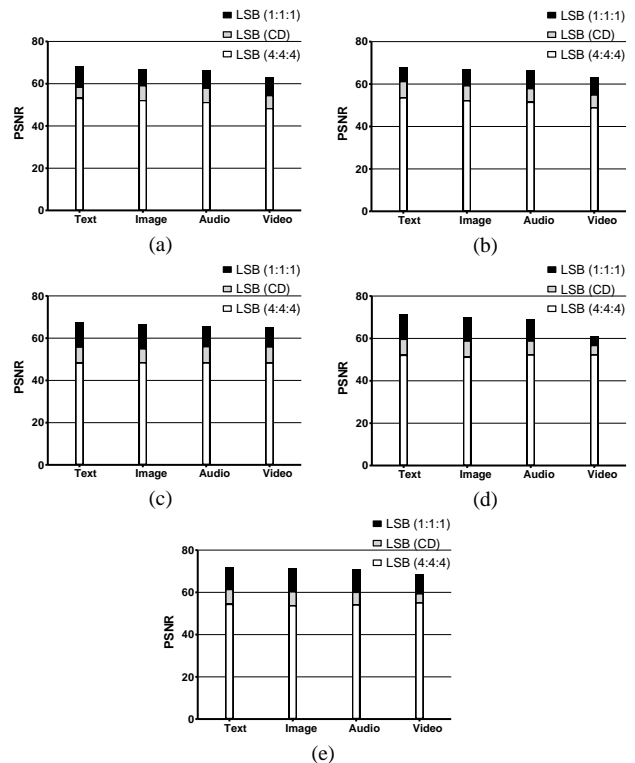 LSB (1:1:1)
LSB (CD)
LSB (4:4:4)
80
60
40
20
0
PSNR
Text Image Audio Video
(a)
LSB (1:1:1)
LSB (CD)
LSB (4:4:4)
80
60
40
20
0
PSNR
Text Image Audio Video
(b)
LSB (1:1:1)
LSB (CD)
LSB (4:4:4)
80
60
40
20
0
PSNR
Text Image Audio Video
(c)
LSB (1:1:1)
LSB (CD)
LSB (4:4:4)
80
60
40
20
0
PSNR
Text Image Audio Video
(d)
LSB (1:1:1)
LSB (CD)
LSB (4:4:4)
80
60
40
20
0
PSNR
Text Image Audio Video
(e)